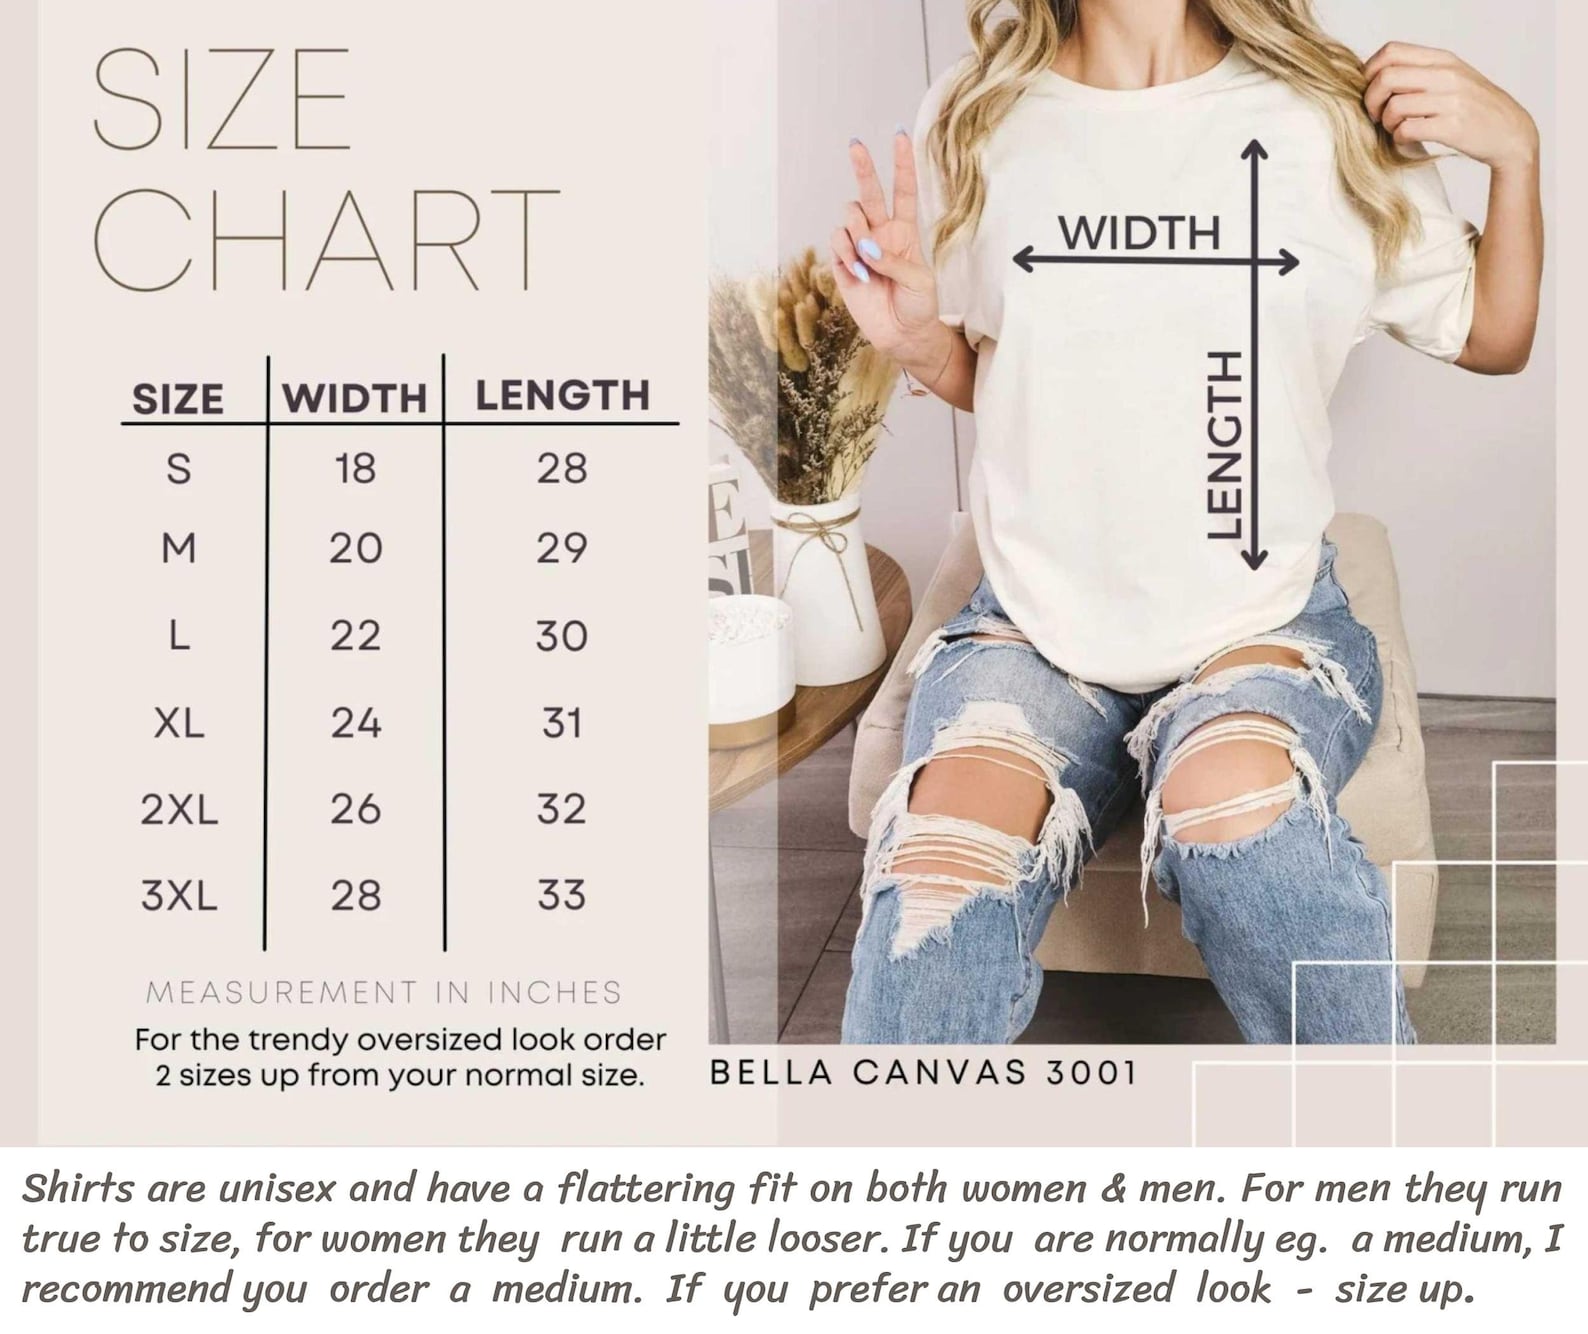 SIZE
CHART
SIZE WIDTH LENGTH
S 18 28
M 20 29
L 22 30
XL 24 31
2XL 26 32
3XL 28 33
MEASUREMENT IN INCHES
For the trendy oversized look order
2 sizes up from your normal size.
WIDTH
LENGTH
BELLA CANVAS 3001
Shirts are unisex and have a flattering fit on both women & men. For men they run
true to size, for women they run a little looser. If you are normally eg. a medium, I
recommend you order a medium. If you prefer an oversized look - size up.